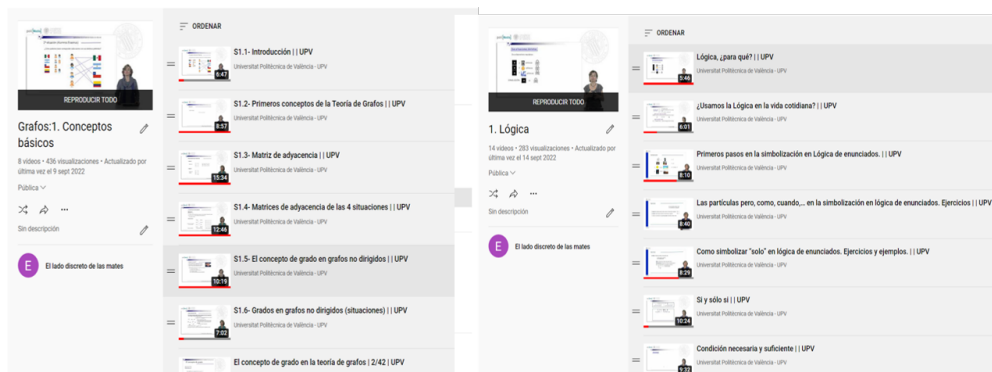 REPRODUCIR TODO
Grafos:1. Conceptos
básicos
8 vídeos • 436 visualizaciones • Actualizado por
última vez el 9 sept 2022
Pública
Sin descripción
E
El lado discreto de las mates
ORDENAR
6:47
S1.1- Introducción | | UPV
Universitat Politècnica de València - UPV
8:57
S1.2- Primeros conceptos de la Teoría de Grafos | | UPV
Universitat Politècnica de València - UPV
15:34
S1.3- Matriz de adyacencia | | UPV
Universitat Politècnica de València - UPV
12:46
S1.4- Matrices de adyacencia de las 4 situaciones | | UPV
Universitat Politècnica de València - UPV
10:19
S1.5- El concepto de grado en grafos no dirigidos | | UPV
Universitat Politècnica de València - UPV
7:02
S1.6- Grados en grafos no dirigidos (situaciones) | | UPV
Universitat Politècnica de València - UPV
El concepto de grado en la teoría de grafos | 2/42 | UPV
REPRODUCIR TODO
1. Lógica
14 vídeos • 283 visualizaciones • Actualizado por
última vez el 14 sept 2022
Pública
Sin descripción
E
El lado discreto de las mates
ORDENAR
5:46
Lógica, ¿para qué? | | UPV
Universitat Politècnica de València - UPV
6:01
¿Usamos la Lógica en la vida cotidiana? | | UPV
Universitat Politècnica de València - UPV
8:10
Primeros pasos en la simbolización en Lógica de enunciados. | | UPV
Universitat Politècnica de València - UPV
8:40
Las partículas pero, como, cuando,... en la simbolización en lógica de enunciados. Ejercicios | | UPV
Universitat Politècnica de València - UPV
8:29
Como simbolizar "solo" en lógica de enunciados. Ejercicios y ejemplos. | | UPV
Universitat Politècnica de València - UPV
10:24
Si y sólo si | | UPV
Universitat Politècnica de València - UPV
9:32
Condición necesaria y suficiente | | UPV
Universitat Politècnica de València - UPV